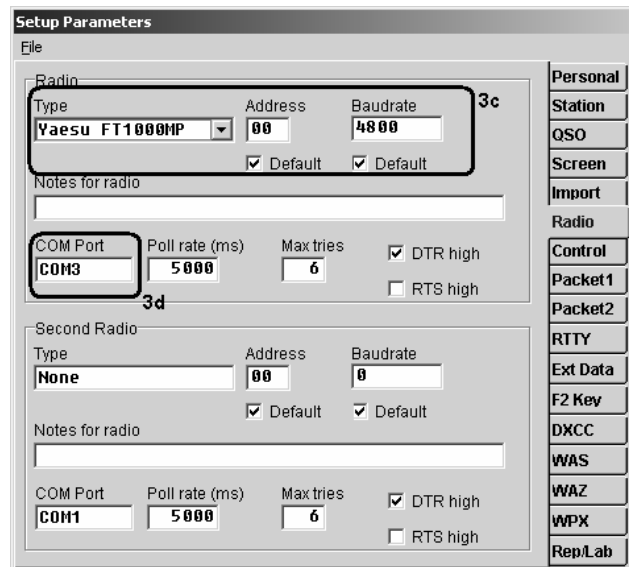 Setup Parameters
File
Radio
Type Address Baudrate 3c
Yaesu FT1000MP 00 4800
Default Default
Notes for radio
COM Port Poll rate (ms) Max tries DTR high
COM3 5000 6
RTS high
3d
Second Radio
Type Address Baudrate
None 00 0
Default Default
Notes for radio
COM Port Poll rate (ms) Max tries DTR high
COM1 5000 6
RTS high
Personal
Station
QSO
Screen
Import
Radio
Control
Packet1
Packet2
RTTY
Ext Data
F2 Key
DXCC
WAS
WAZ
WPX
Rep/Lab